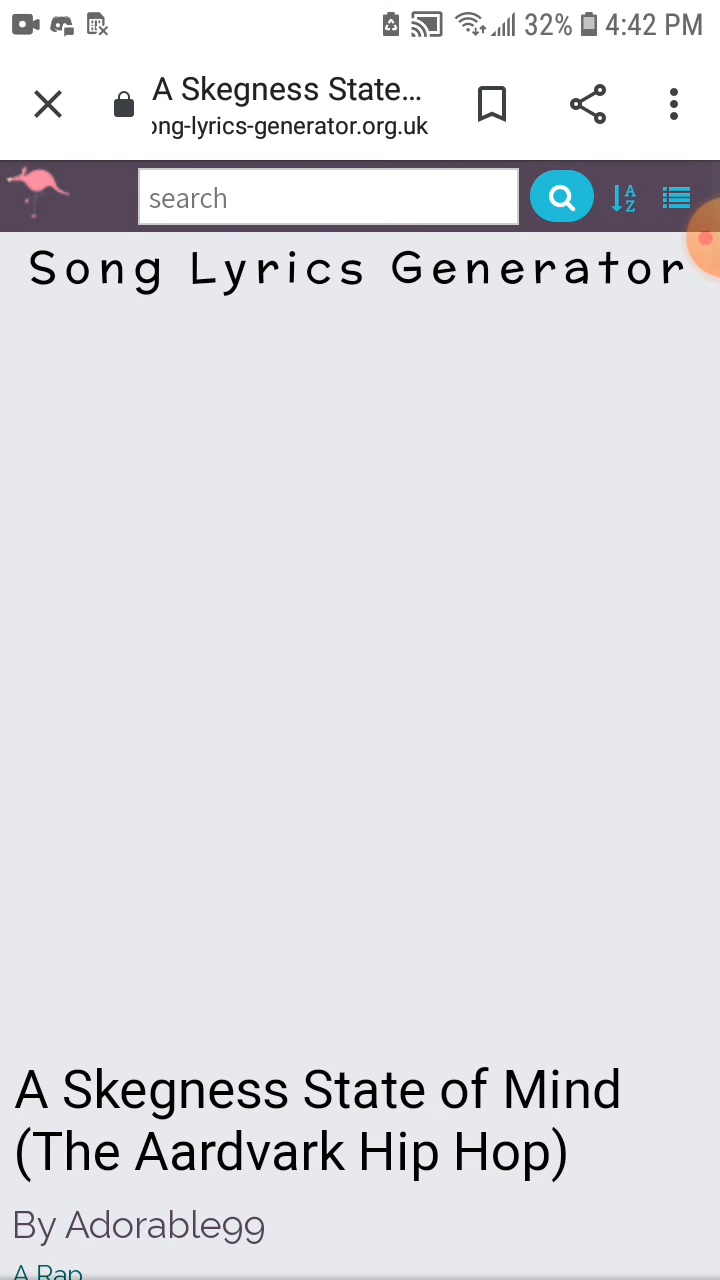 32% 4:42 PM
A Skegness State...
ong-lyrics-generator.org.uk
search
A
Z
Song Lyrics Generator
A Skegness State of Mind
(The Aardvark Hip Hop)
By Adorable99
A Rap